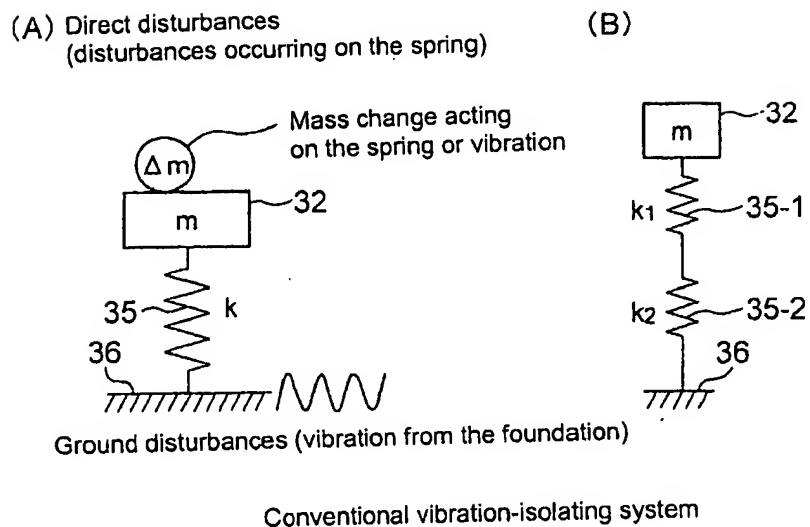 (A) Direct disturbances
(disturbances occurring on the spring)
Mass change acting
on the spring or vibration
Δm
32
m
35
k
36
Ground disturbances (vibration from the foundation)
(B)
32
m
k1
35-1
k2
35-2
36
Conventional vibration-isolating system